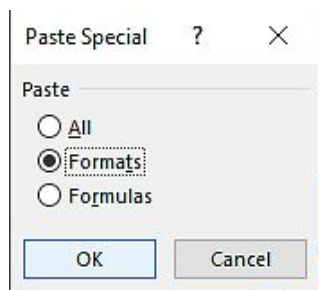 Paste Special ?
Paste
All
Formats
Formulas
OK Cancel